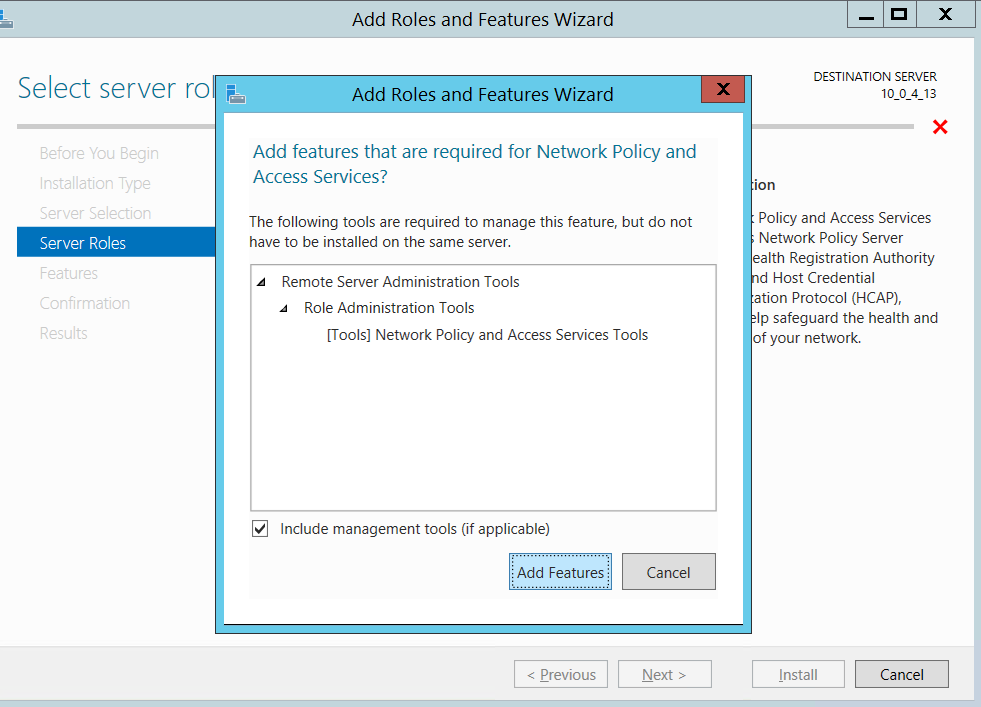 Add Roles and Features Wizard
Select server rol
DESTINATION SERVER
10_0_4_13
Before You Begin
Installation Type
Server Selection
Server Roles
Features
Confirmation
Results
Add Roles and Features Wizard
Add features that are required for Network Policy and
Access Services?
The following tools are required to manage this feature, but do not
have to be installed on the same server.
Remote Server Administration Tools
Role Administration Tools
[Tools] Network Policy and Access Services Tools
Include management tools (if applicable)
Add Features
Cancel
tion
Policy and Access Services
s Network Policy Server
ealth Registration Authority
nd Host Credential
zation Protocol (HCAP),
elp safeguard the health and
of your network.
< Previous
Next >
Install
Cancel